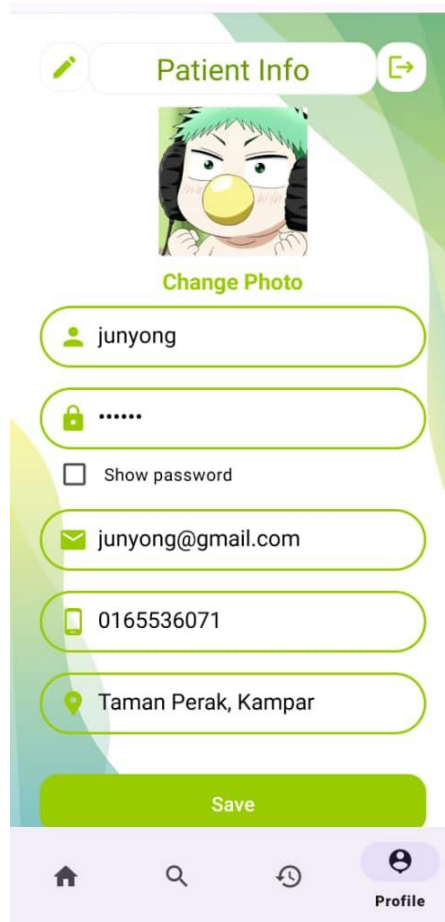 Patient Info
Change Photo
junyong
••••••
Show password
junyong@gmail.com
0165536071
Taman Perak, Kampar
Save
Profile